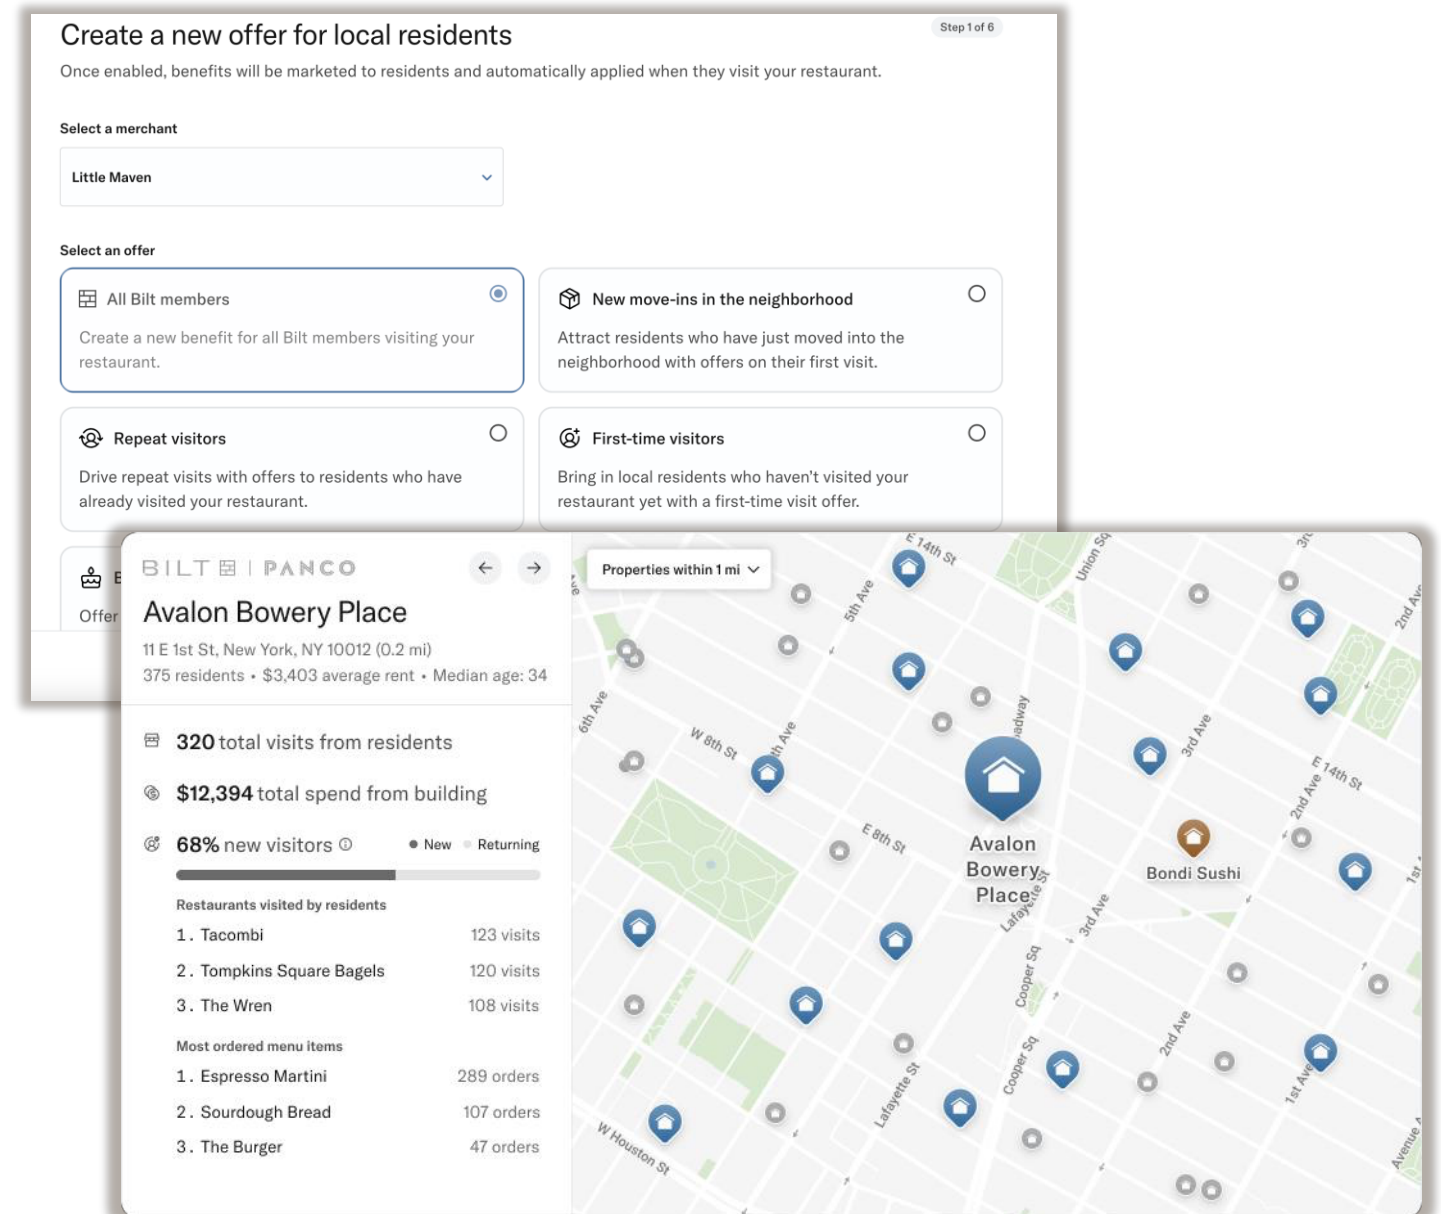 Create a new offer for local residents
Step 1 of 6
Once enabled, benefits will be marketed to residents and automatically applied when they visit your restaurant.
Select a merchant
Little Maven
Select an offer
All Bilt members
Create a new benefit for all Bilt members visiting your
restaurant.
New move-ins in the neighborhood
Attract residents who have just moved into the
neighborhood with offers on their first visit.
Repeat visitors
Drive repeat visits with offers to residents who have
already visited your restaurant.
First-time visitors
Bring in local residents who haven't visited your
restaurant yet with a first-time visit offer.
B
Offer
BILT | PANCO
Avalon Bowery Place
11 E 1st St, New York, NY 10012 (0.2 mi)
375 residents • $3,403 average rent • Median age: 34
320 total visits from residents
$12,394 total spend from building
68% new visitors
New
Returning
Restaurants visited by residents
1. Tacombi 123 visits
2. Tompkins Square Bagels 120 visits
3. The Wren 108 visits
Most ordered menu items
1. Espresso Martini 289 orders
2. Sourdough Bread 107 orders
3. The Burger 47 orders
Properties within 1 mi
E 14th St
Union Sq
5th Ave
2nd Ave
6th Ave
W 8th St
3rd Ave
E 14th St
2nd Ave
E 8th St
Avalon
Bowery
Place
Bondi Sushi
Lafayette St
3rd Ave
Cooper Sq
2nd Ave
Cooper Sq
Lafayette St
1st Ave
W Houston St
Avenue